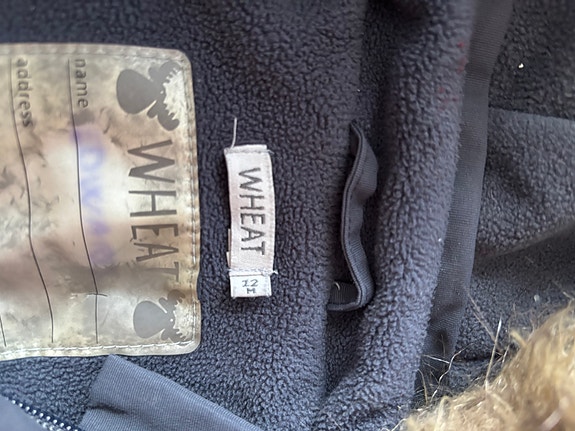 WHEAT
name
address
WHEAT
12
M